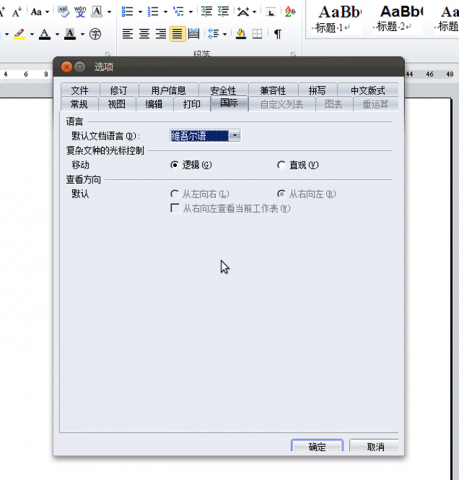 AaBb AaBb( AaB
Aa A
标题-1 标题-2 标
A A 字
段落
4 6 8 44 46 48
选项
文件 修订 用户信息 安全性 兼容性 拼写 中文版式
常规 视图 编辑 打印 国际 自定义列表 图表 重运算
语言
默认文档语言(D): 维吾尔语
复杂文种的光标控制
移动 逻辑(G) 直观(Y)
查看方向
默认 从左向右(L) 从右向左(R)
从右向左查看当前工作表(W)
确定 取消